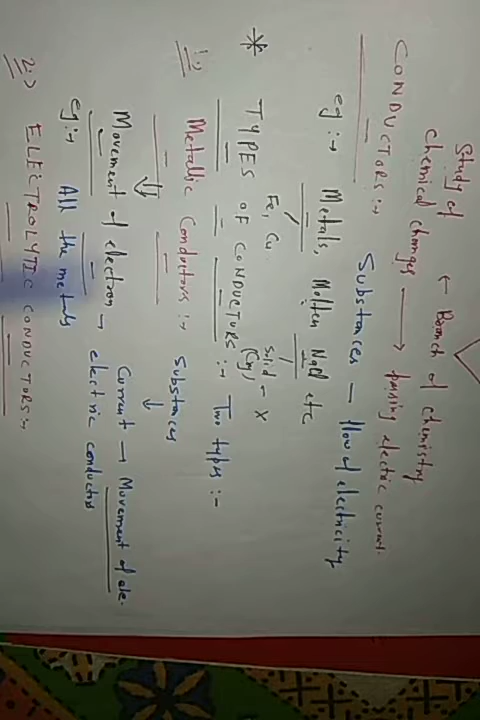 Study of ← Branch of chemistry
chemical changes ⟶ passing electric current.
CONDUCTORS :→ Substances – flow of electricity
eg :→ Metals, Molten NaCl etc
Fe, Cu. solid – x
(Cry)
* TYPES OF CONDUCTORS :→ Two types :-
1.) Metallic Conductors :→ Substances
↓
Movement of electron → Current → Movement of ele.
electric conductors
eg :→ All the metals
2.) ELECTROLYTIC CONDUCTORS :→